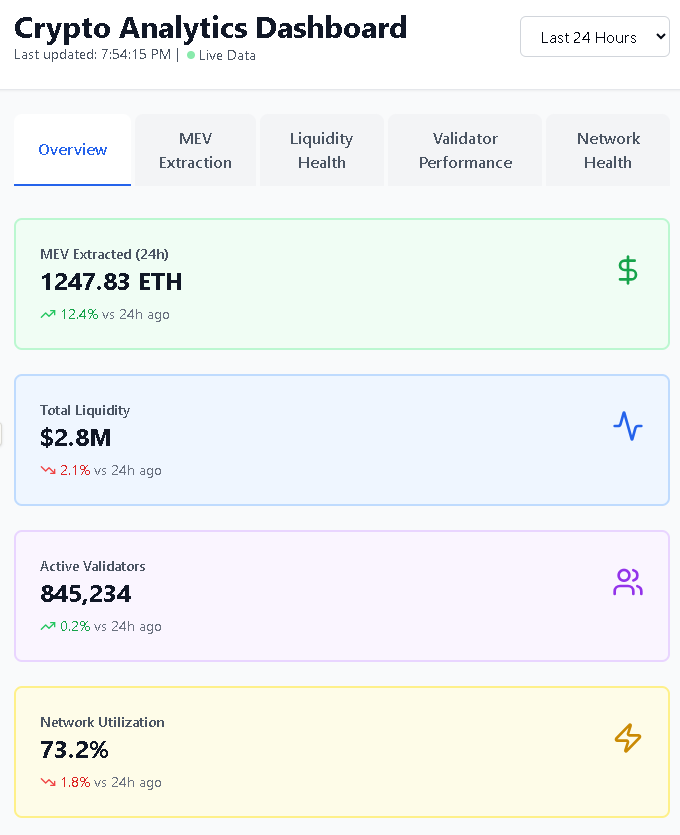 Crypto Analytics Dashboard
Last updated: 7:54:15 PM | Live Data
Last 24 Hours
Overview
MEV
Extraction
Liquidity
Health
Validator
Performance
Network
Health
MEV Extracted (24h)
1247.83 ETH
12.4% vs 24h ago
Total Liquidity
$2.8M
2.1% vs 24h ago
Active Validators
845,234
0.2% vs 24h ago
Network Utilization
73.2%
1.8% vs 24h ago